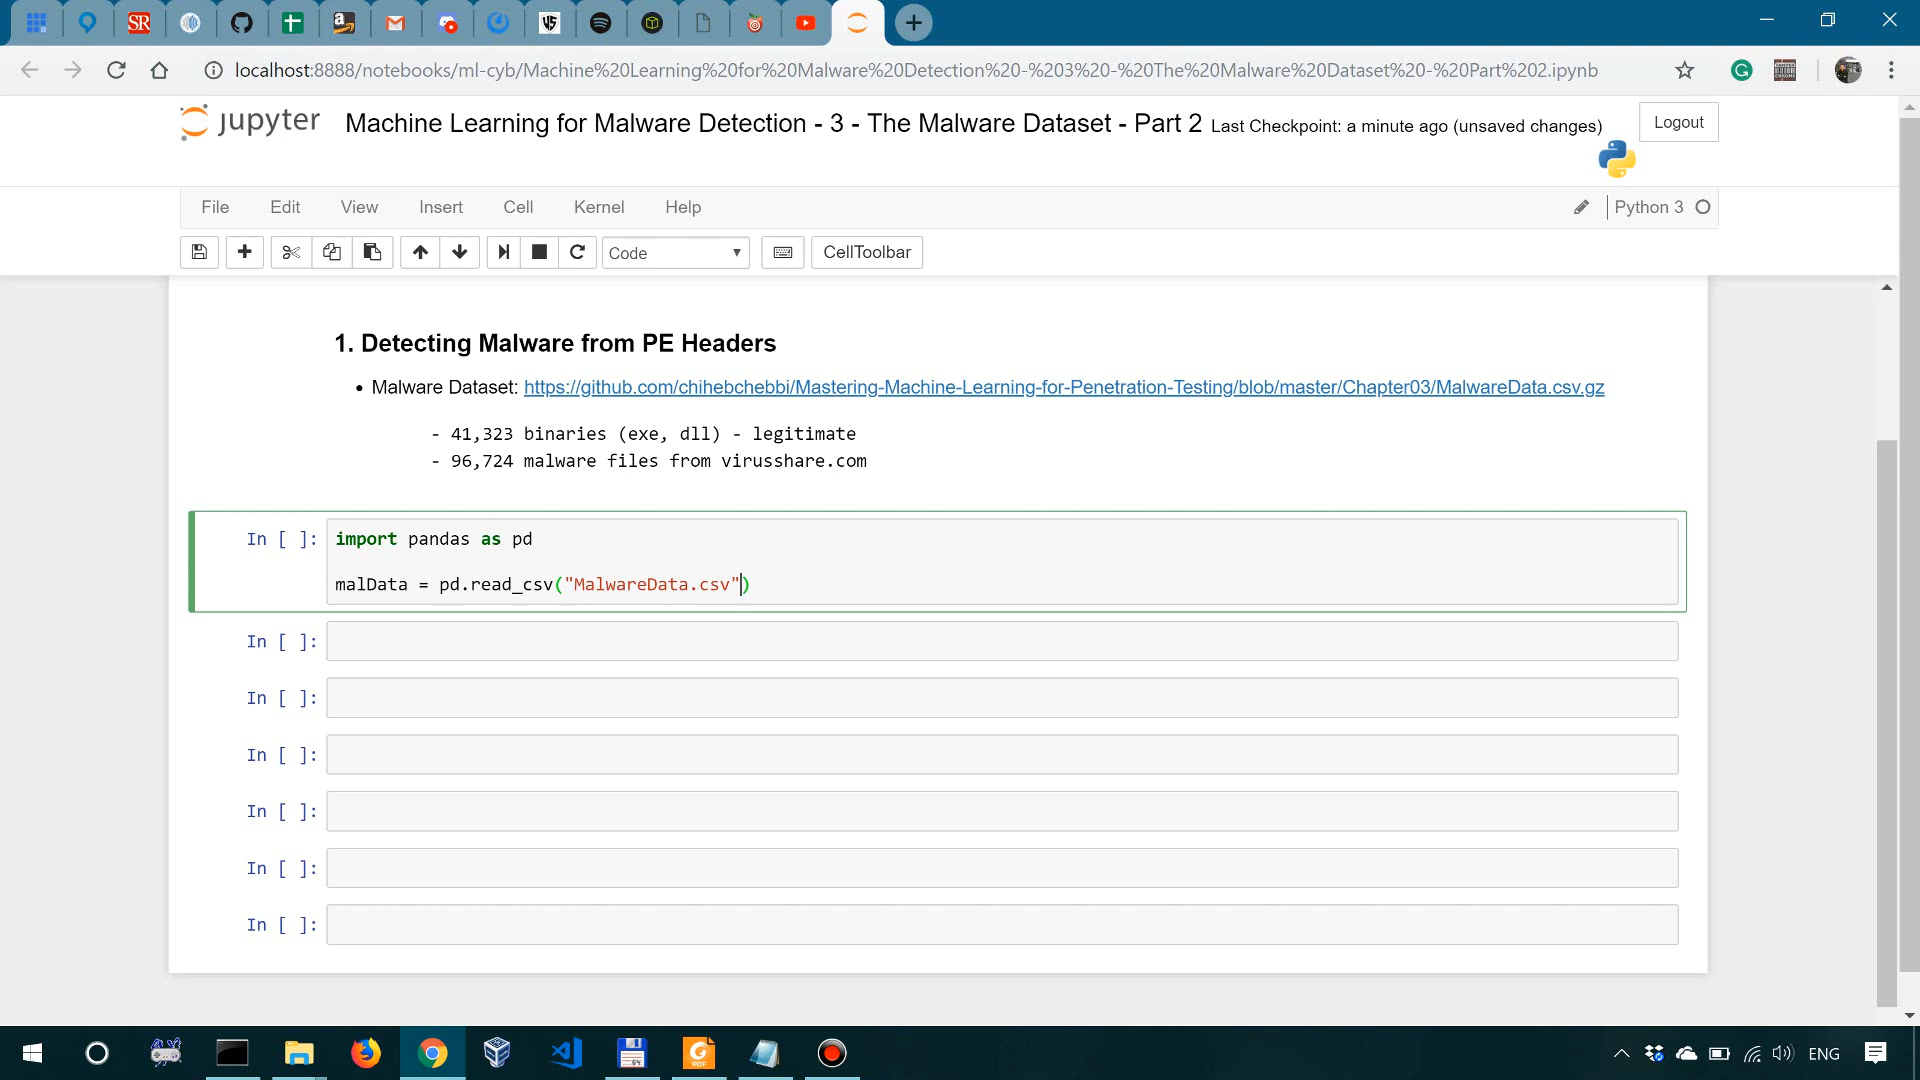 SR
a
VS
localhost:8888/notebooks/ml-cyb/Machine%20Learning%20for%20Malware%20Detection%20-%203%20-%20The%20Malware%20Dataset%20-%20Part%202.ipynb
jupyter Machine Learning for Malware Detection - 3 - The Malware Dataset - Part 2 Last Checkpoint: a minute ago (unsaved changes) Logout
File Edit View Insert Cell Kernel Help Python 3
Code CellToolbar
1. Detecting Malware from PE Headers
• Malware Dataset: https://github.com/chihebchebbi/Mastering-Machine-Learning-for-Penetration-Testing/blob/master/Chapter03/MalwareData.csv.gz
- 41,323 binaries (exe, dll) - legitimate
- 96,724 malware files from virusshare.com
In [ ]: import pandas as pd
malData = pd.read_csv("MalwareData.csv")
In [ ]:
In [ ]:
In [ ]:
In [ ]:
In [ ]:
In [ ]:
64
PDF
ENG